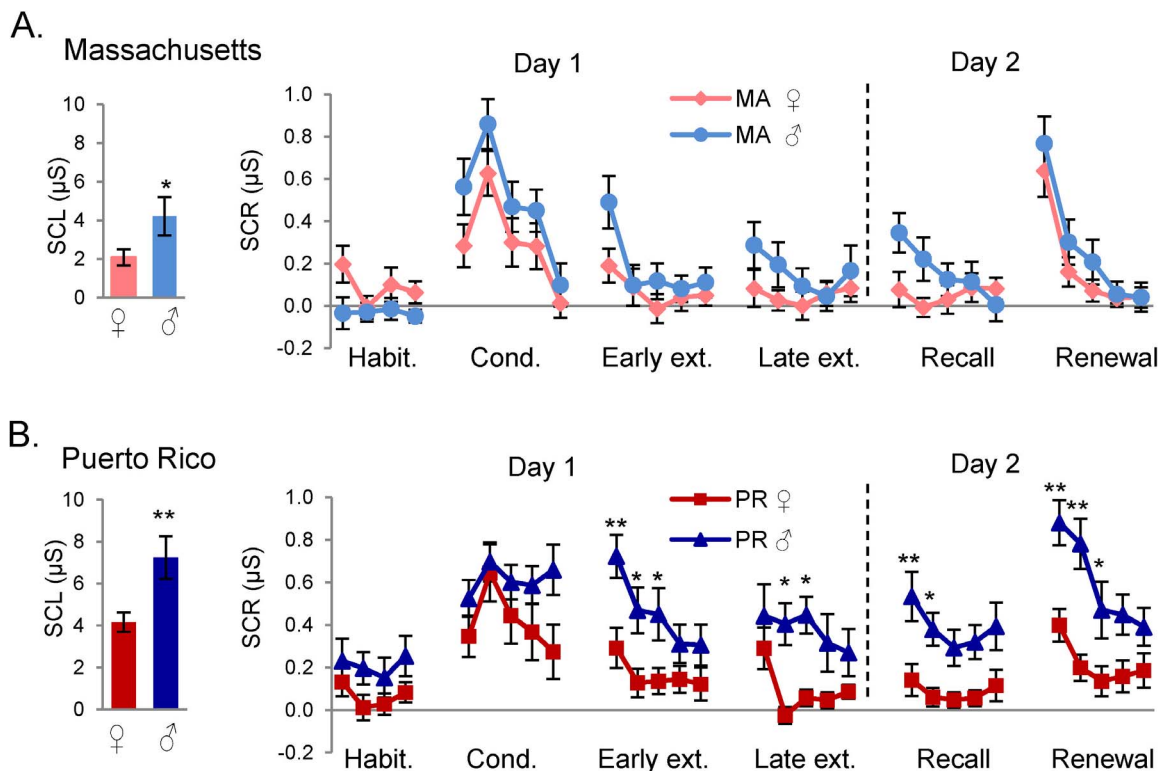 A.
Massachusetts
Day 1
Day 2
10
8
6
4
2
0
SCL (µS)
*
♀ ♂
1.0
0.8
0.6
0.4
0.2
0.0
-0.2
SCR (µS)
MA ♀
MA ♂
Habit. Cond. Early ext. Late ext. Recall Renewal
B.
Puerto Rico
Day 1
Day 2
10
8
6
4
2
0
SCL (µS)
**
♀ ♂
1.0
0.8
0.6
0.4
0.2
0.0
-0.2
SCR (µS)
PR ♀
PR ♂
** * *
* *
** *
** ** *
Habit. Cond. Early ext. Late ext. Recall Renewal